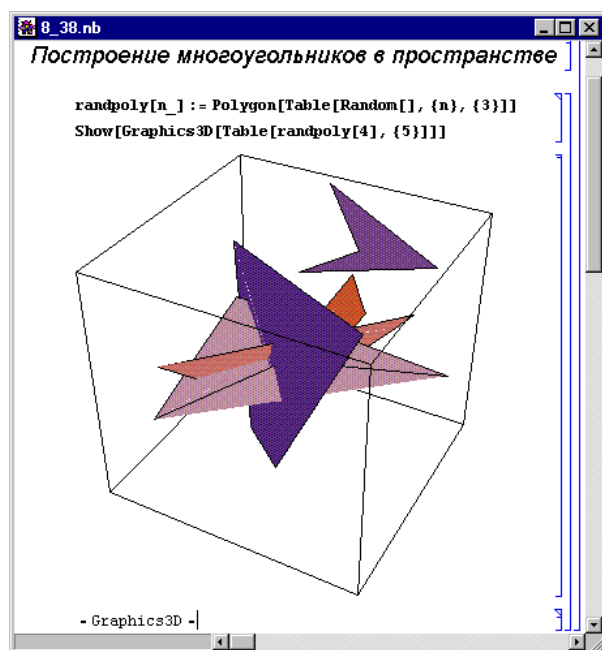 8_38.nb
Построение многоугольников в пространстве
randpoly[n_] := Polygon[Table[Random[], {n}, {3}]]
Show[Graphics3D[Table[randpoly[4], {5}]]]
- Graphics3D -